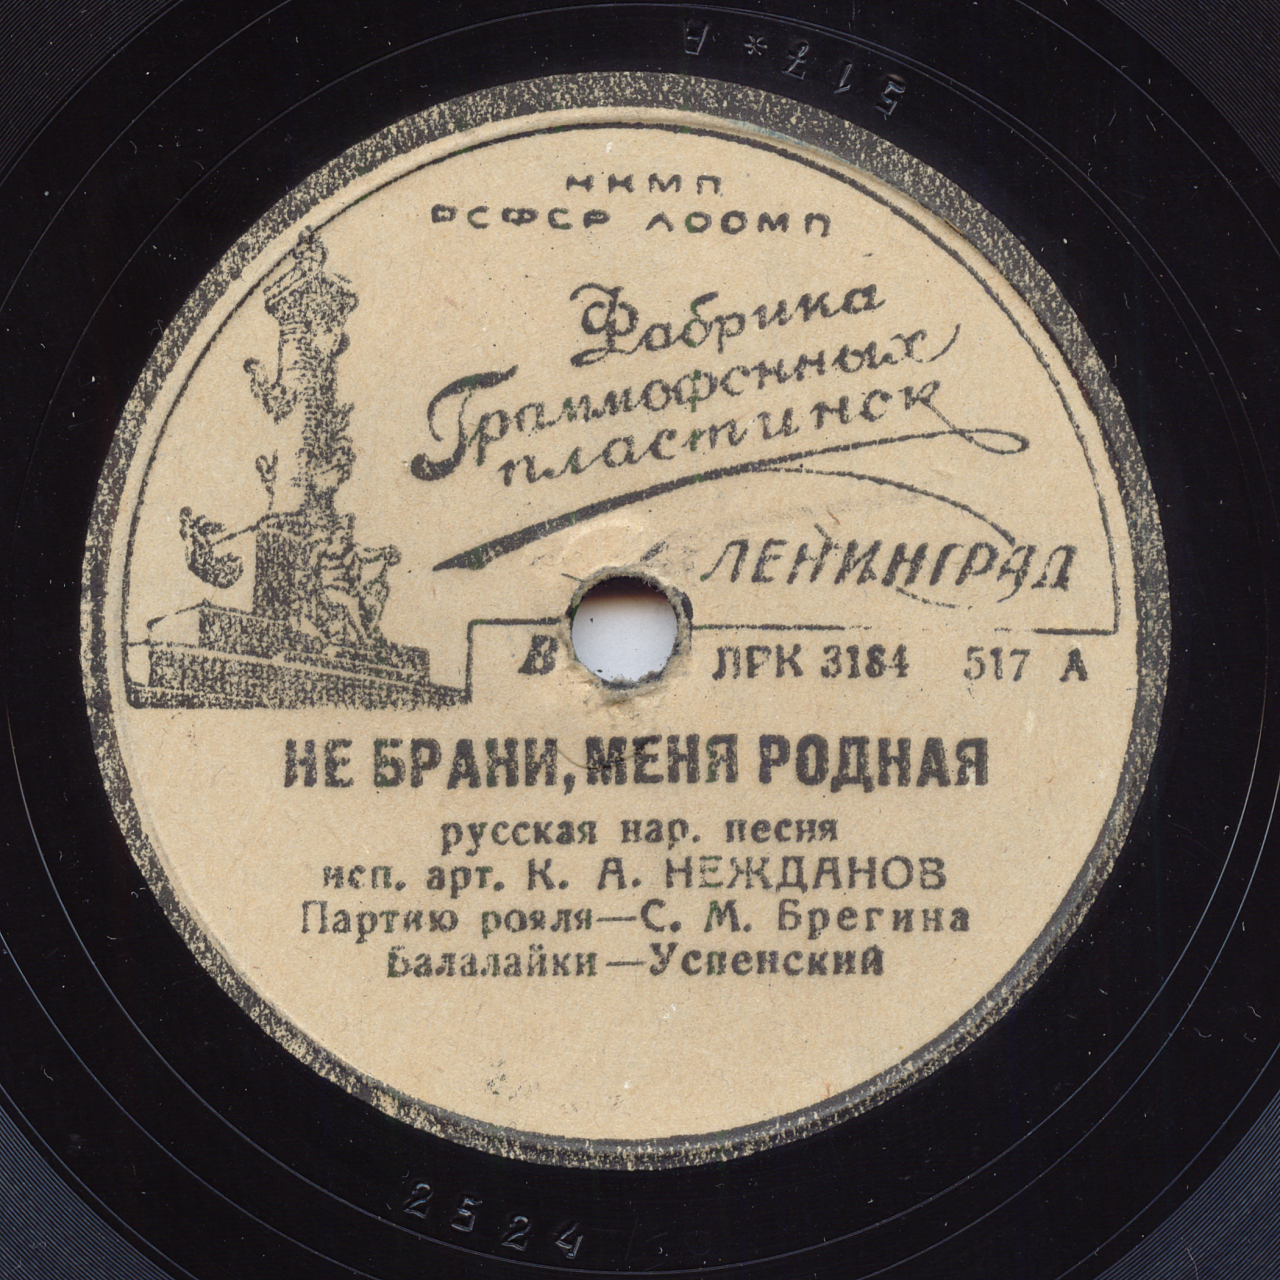 517*А
НКМП
РСФСР ЛООМП
Фабрика
Граммофонных
пластинок
ЛЕНИНГРАД
В ЛРК 3184 517 А
НЕ БРАНИ, МЕНЯ РОДНАЯ
русская нар. песня
исп. арт. К. А. НЕЖДАНОВ
Партию рояля—С. М. Брегина
Балалайки—Успенский
2524